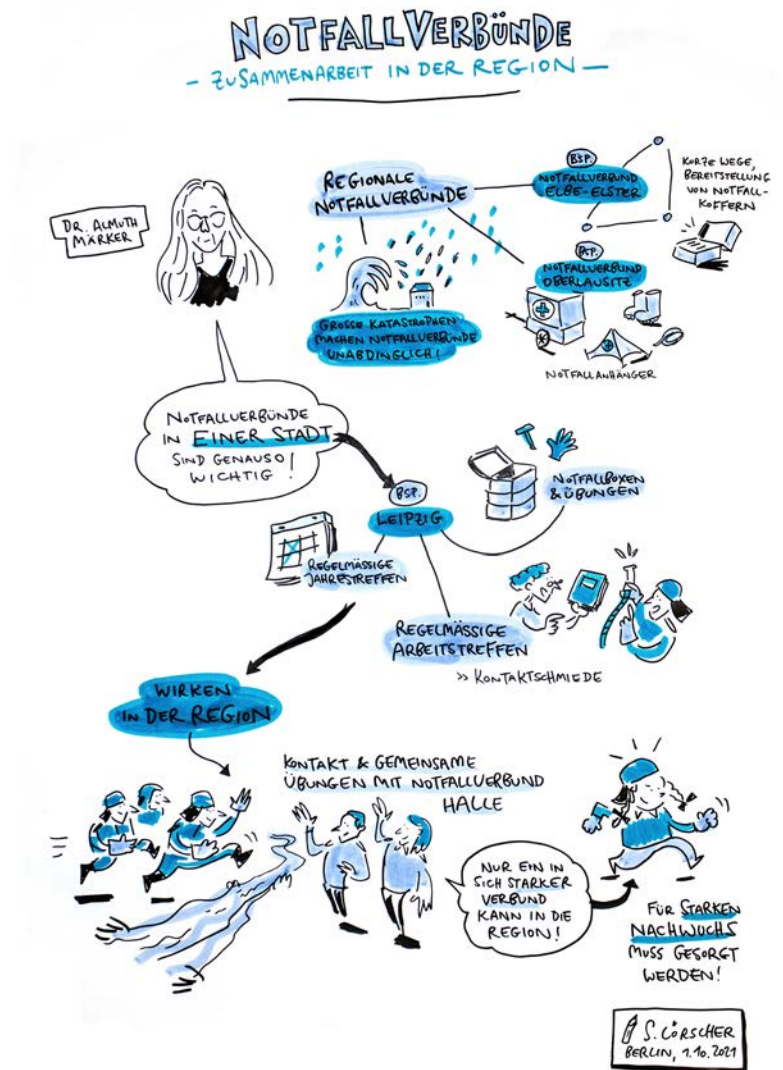 NOTFALLVERBÜNDE
- ZUSAMMENARBEIT IN DER REGION -
DR. ALMUTH
MÄRKER
REGIONALE
NOTFALLVERBÜNDE
BSP.
NOTFALLVERBUND
ELBE-ELSTER
KURZE WEGE,
BEREITSTELLUNG
VON NOTFALL-
KOFFERN
BSP.
NOTFALLVERBUND
OBERLAUSITZ
NOTFALLANHÄNGER
GROSSE KATASTROPHEN
MACHEN NOTFALLVERBÜNDE
UNABDINGLICH!
NOTFALLVERBÜNDE
IN EINER STADT
SIND GENAUSO
WICHTIG!
BSP.
LEIPZIG
NOTFALLBOXEN
& ÜBUNGEN
REGELMÄSSIGE
JAHRESTREFFEN
REGELMÄSSIGE
ARBEITSTREFFEN
» KONTAKTSCHMIEDE
WIRKEN
IN DER REGION
KONTAKT & GEMEINSAME
ÜBUNGEN MIT NOTFALLVERBUND
HALLE
NUR EIN IN
SICH STARKER
VERBUND
KANN IN DIE
REGION!
FÜR STARKEN
NACHWUCHS
MUSS GESORGT
WERDEN!
S. LÖRSCHER
BERLIN, 1.10.2021